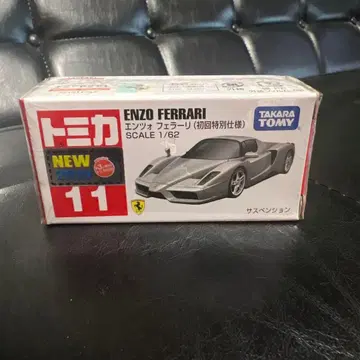 トミカ
NEW
11
ENZO FERRARI
エンツォ フェラーリ (初回特別仕様)
SCALE 1/62
TAKARA
TOMY
サスペンション